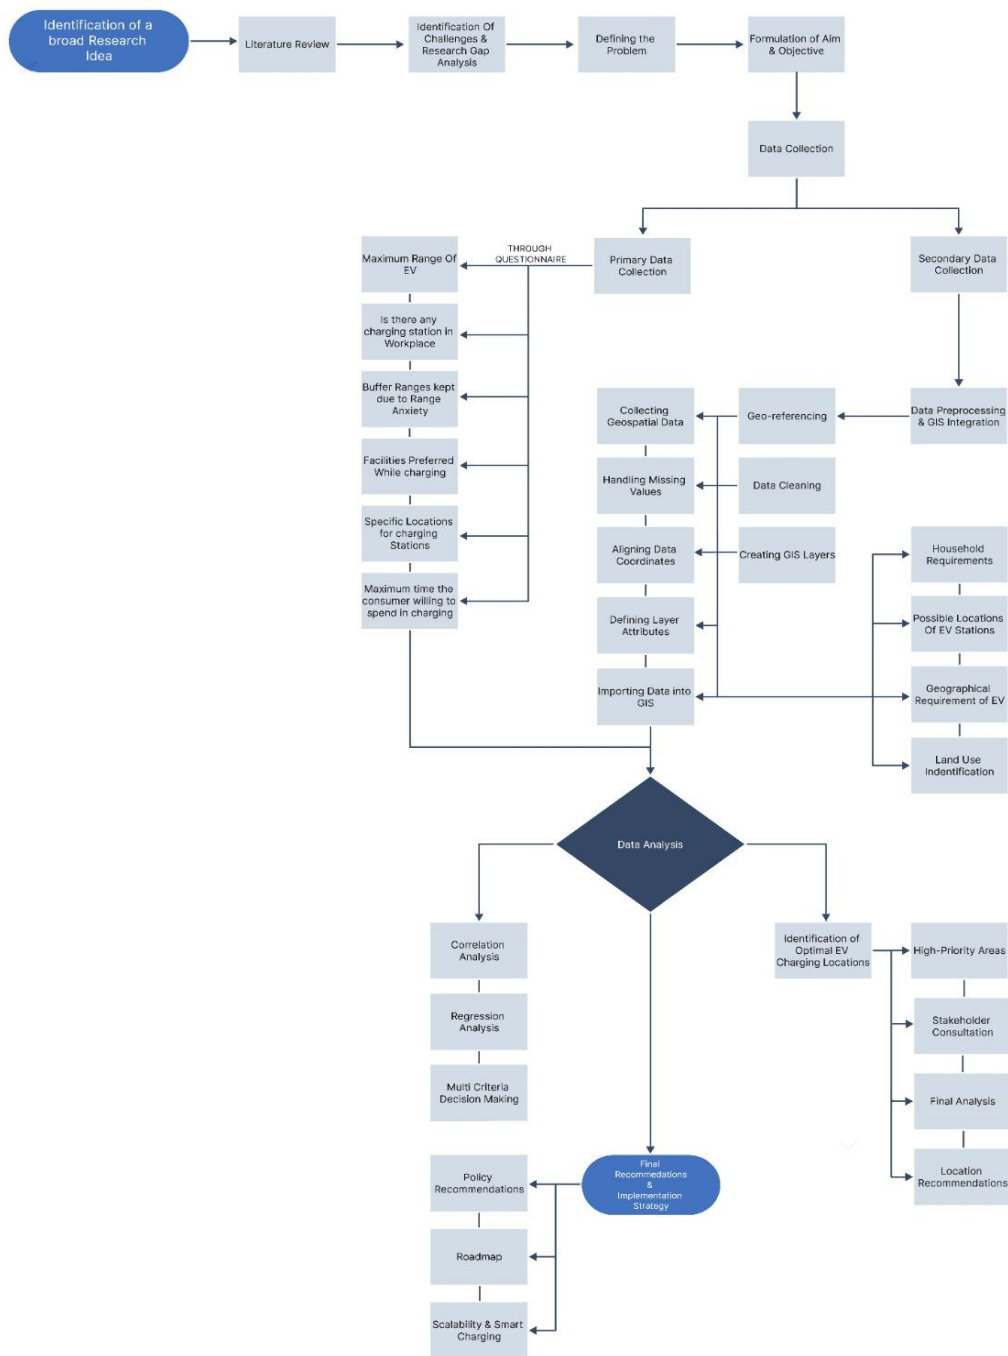 Identification of a
broad Research
Idea
Literature Review
Identification Of
Challenges &
Research Gap
Analysis
Defining the
Problem
Formulation of Aim
& Objective
Data Collection
THROUGH
QUESTIONNAIRE
Primary Data
Collection
Secondary Data
Collection
Maximum Range Of
EV
Is there any
charging station in
Workplace
Buffer Ranges kept
due to Range
Anxiety
Facilities Preferred
While charging
Specific Locations
for charging
Stations
Maximum time the
consumer willing to
spend in charging
Collecting
Geospatial Data
Geo-referencing
Data Preprocessing
& GIS Integration
Handling Missing
Values
Data Cleaning
Aligning Data
Coordinates
Creating GIS Layers
Defining Layer
Attributes
Importing Data into
GIS
Household
Requirements
Possible Locations
Of EV Stations
Geographical
Requirement of EV
Land Use
Indentification
Data Analysis
Correlation
Analysis
Regression
Analysis
Multi Criteria
Decision Making
Identification of
Optimal EV
Charging Locations
High-Priority Areas
Stakeholder
Consultation
Final Analysis
Location
Recommendations
Final
Recommedations
&
Implementation
Strategy
Policy
Recommendations
Roadmap
Scalability & Smart
Charging